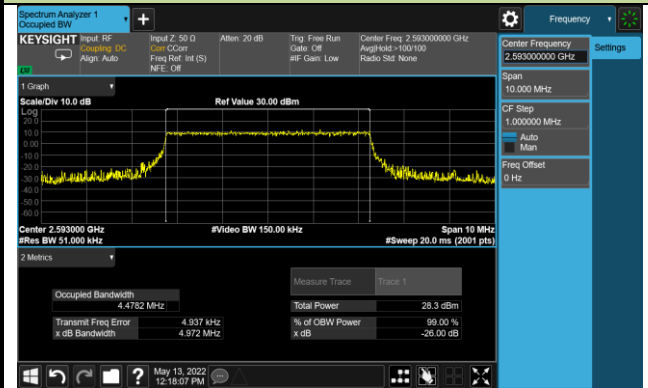 Spectrum Analyzer 1
Occupied BW
Frequency
KEYSIGHT
Input: RF
Coupling: DC
Align: Auto
Input Z: 50 Ω
Corr CCorr
Freq Ref: Int (S)
NFE: Off
Atten: 20 dB
Trig: Free Run
Gate: Off
#IF Gain: Low
Center Freq: 2.593000000 GHz
Avg|Hold:>100/100
Radio Std: None
Center Frequency
2.593000000 GHz
Settings
Span
10.000 MHz
CF Step
1.000000 MHz
Auto
Man
Freq Offset
0 Hz
1 Graph
Scale/Div 10.0 dB
Ref Value 30.00 dBm
Log
20.0
10.0
0.00
-10.0
-20.0
-30.0
-40.0
-50.0
-60.0
Center 2.593000 GHz
#Video BW 150.00 kHz
Span 10 MHz
#Res BW 51.000 kHz
#Sweep 20.0 ms (2001 pts)
2 Metrics
Measure Trace
Trace 1
Occupied Bandwidth
4.4782 MHz
Total Power
28.3 dBm
Transmit Freq Error
4.937 kHz
% of OBW Power
99.00 %
x dB Bandwidth
4.972 MHz
x dB
-26.00 dB
May 13, 2022
12:18:07 PM